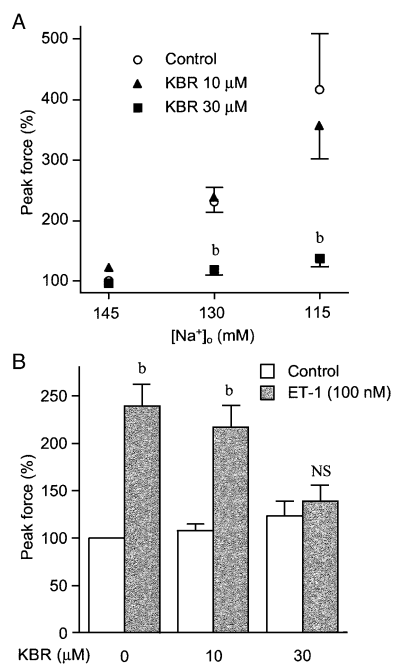 A
500
400
300
200
100
Peak force (%)
Control
KBR 10 μM
KBR 30 μM
b
b
145
130
115
[Na⁺]ₒ (mM)
B
Control
ET-1 (100 nM)
b
b
NS
250
200
150
100
50
0
Peak force (%)
KBR (μM) 0 10 30